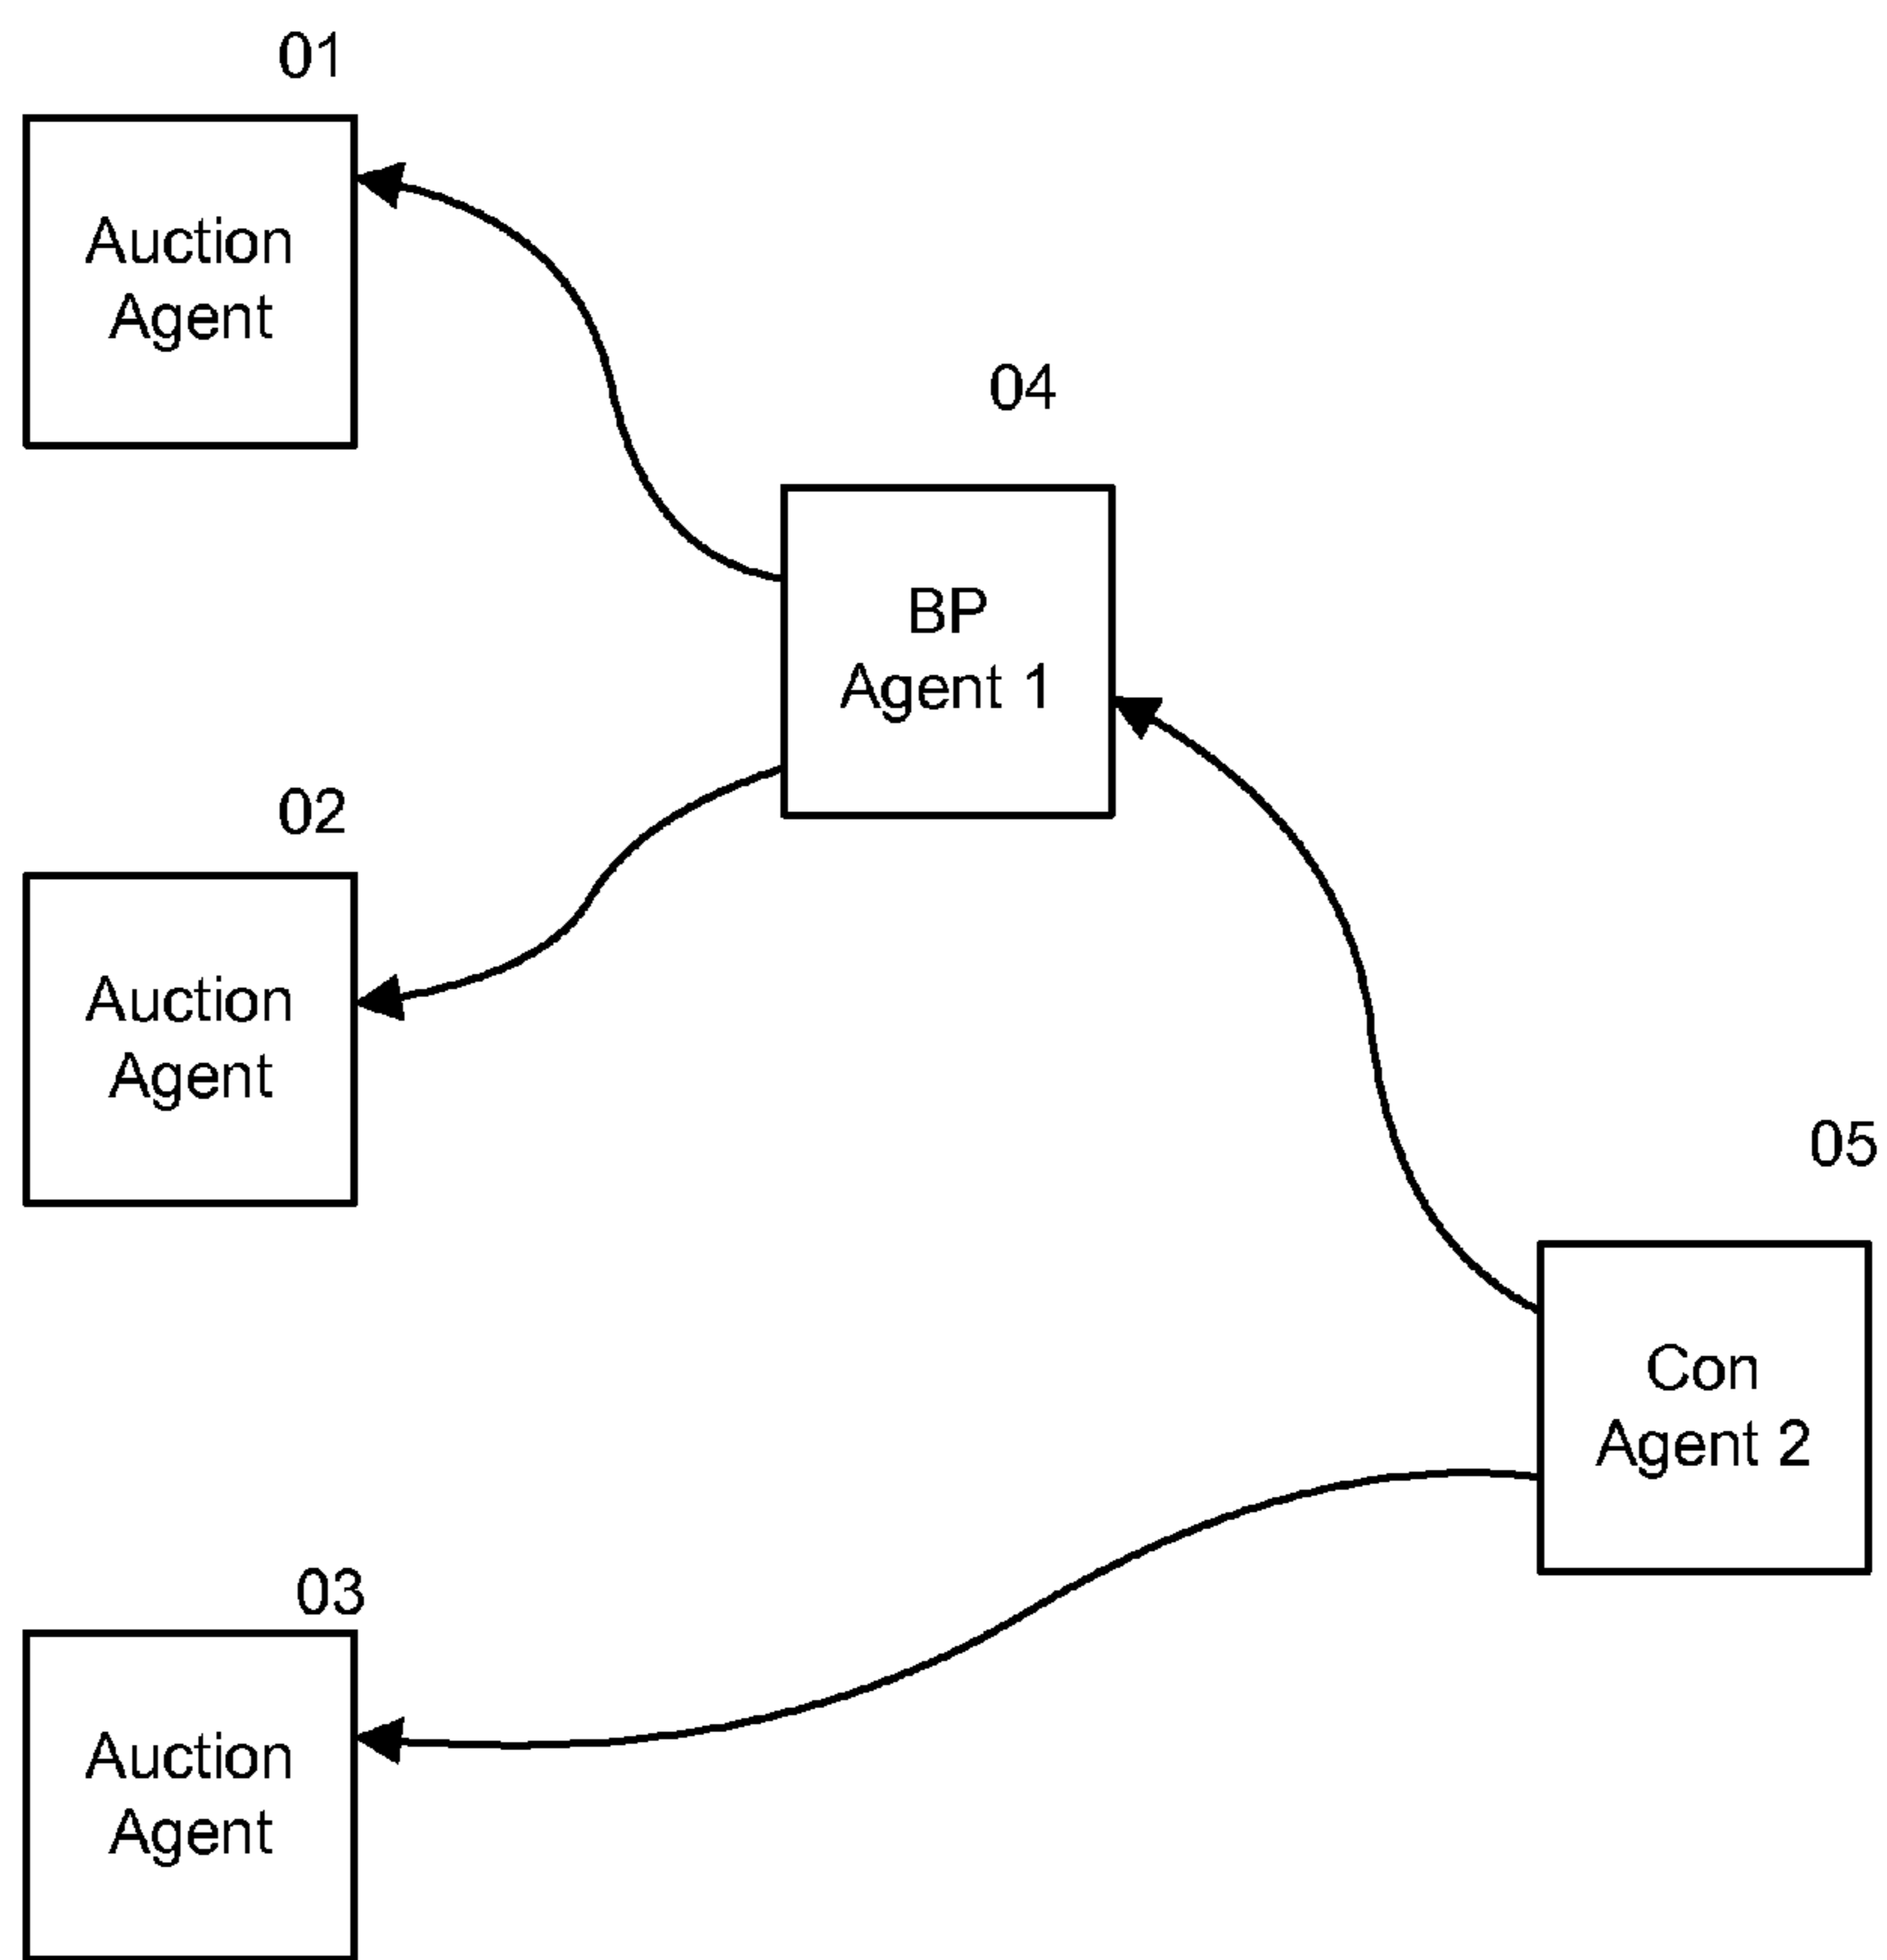 01
Auction
Agent
04
BP
Agent 1
02
Auction
Agent
05
Con
Agent 2
03
Auction
Agent